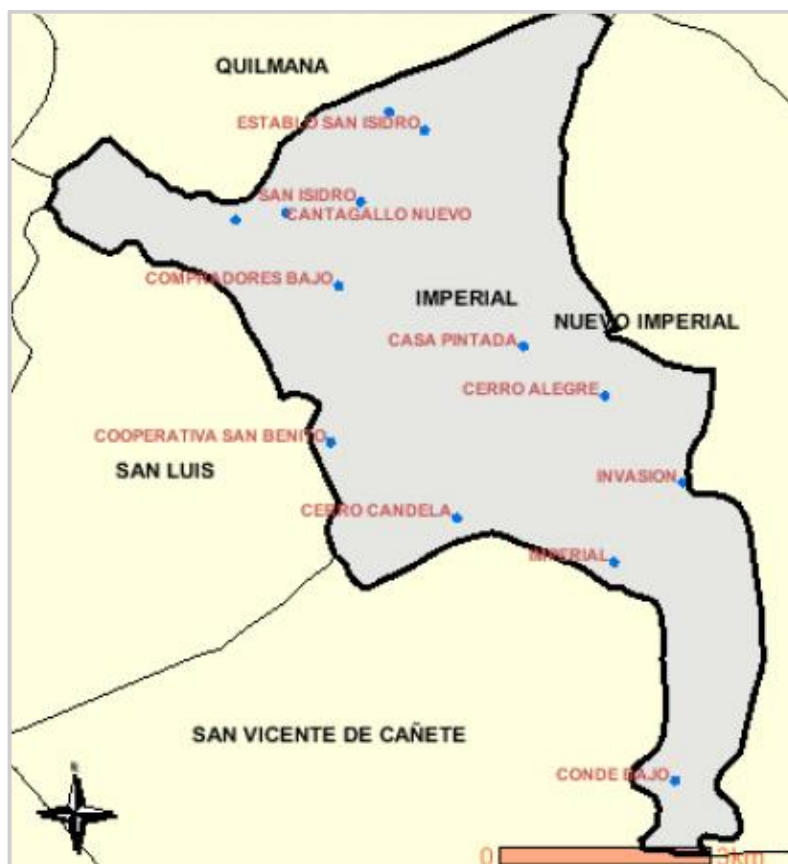 QUILMANA
ESTABLO SAN ISIDRO
SAN ISIDRO
CANTAGALLO NUEVO
COMPRADORES BAJO
IMPERIAL
NUEVO IMPERIAL
CASA PINTADA
CERRO ALEGRE
COOPERATIVA SAN BENITO
SAN LUIS
INVASION
CERRO CANDELA
IMPERIAL
SAN VICENTE DE CAÑETE
N
CONDE BAJO
0 3km